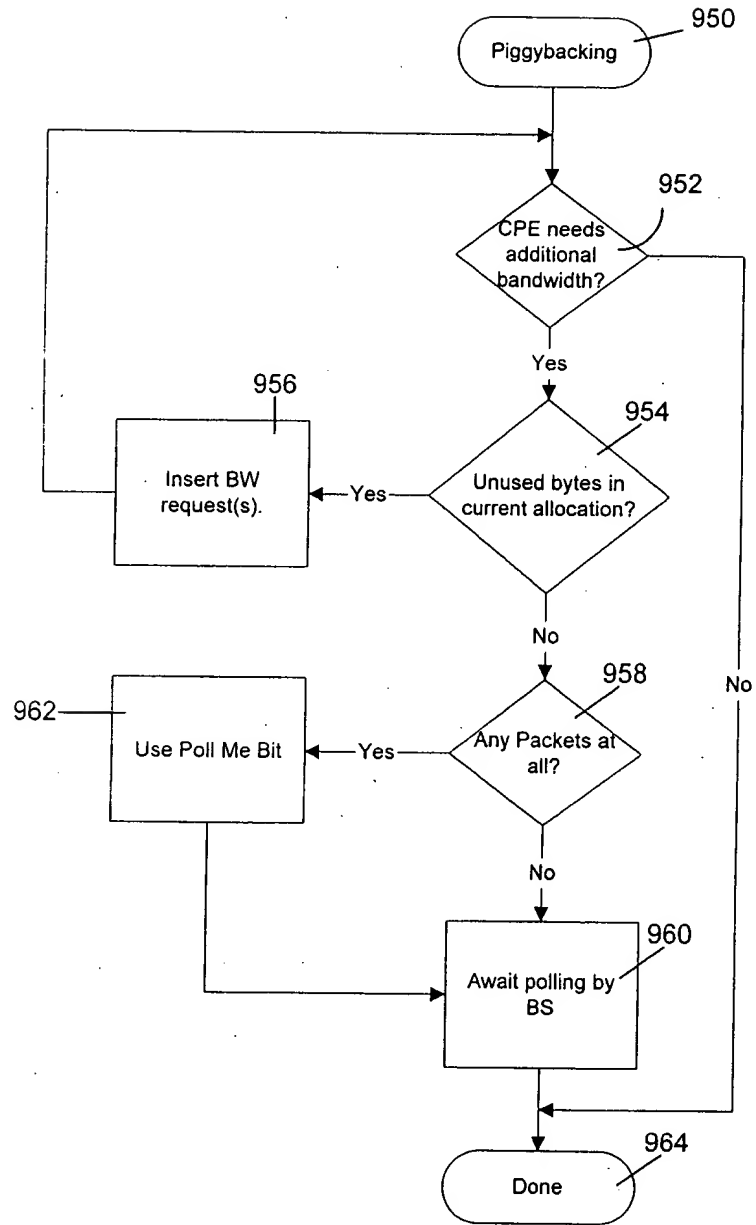 950
Piggybacking
952
CPE needs
additional
bandwidth?
Yes
956
954
Insert BW
request(s).
Yes
Unused bytes in
current allocation?
No
958
No
962
Use Poll Me Bit
Yes
Any Packets at
all?
No
960
Await polling by
BS
964
Done